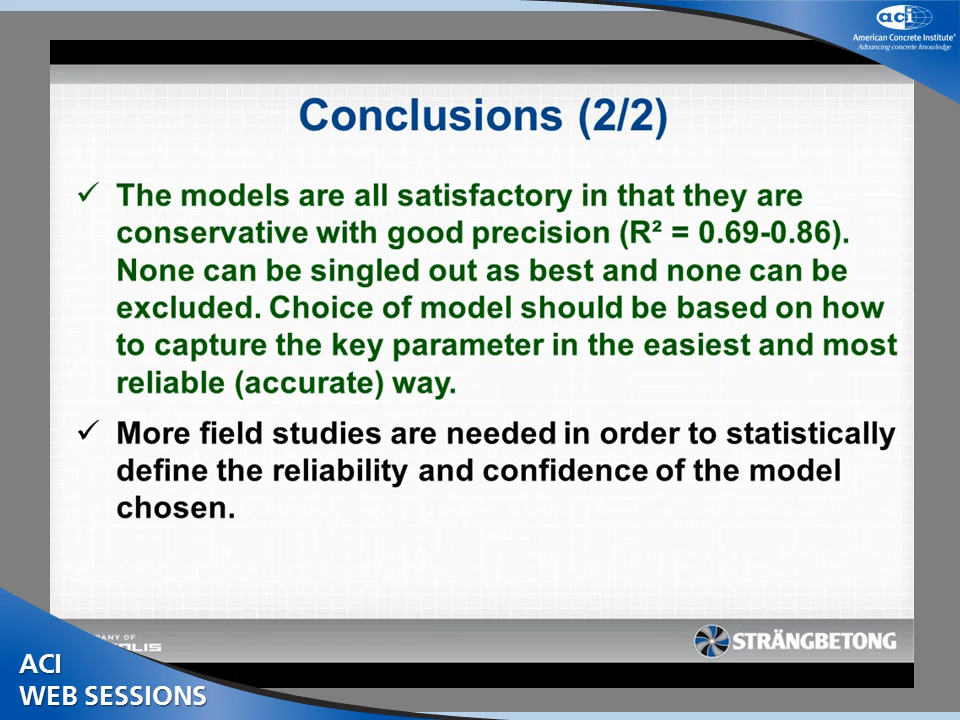 aci
American Concrete Institute®
Advancing concrete knowledge
Conclusions (2/2)
✓ The models are all satisfactory in that they are
conservative with good precision (R² = 0.69-0.86).
None can be singled out as best and none can be
excluded. Choice of model should be based on how
to capture the key parameter in the easiest and most
reliable (accurate) way.
✓ More field studies are needed in order to statistically
define the reliability and confidence of the model
chosen.
OF
STRÄNGBETONG
ACI
WEB SESSIONS